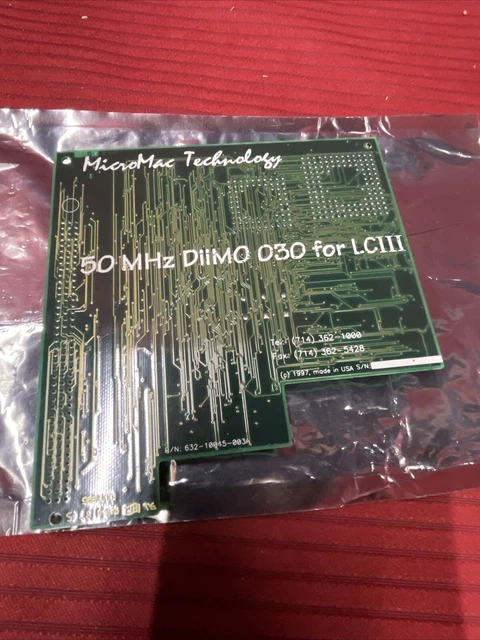 MicroMac Technology
50 MHz DiiMO 030 for LCIII
Tel: (714) 362-1000
Fax: (714) 362-5428
(c) 1997, made in USA S/N:
P/N: 632-10045-003A